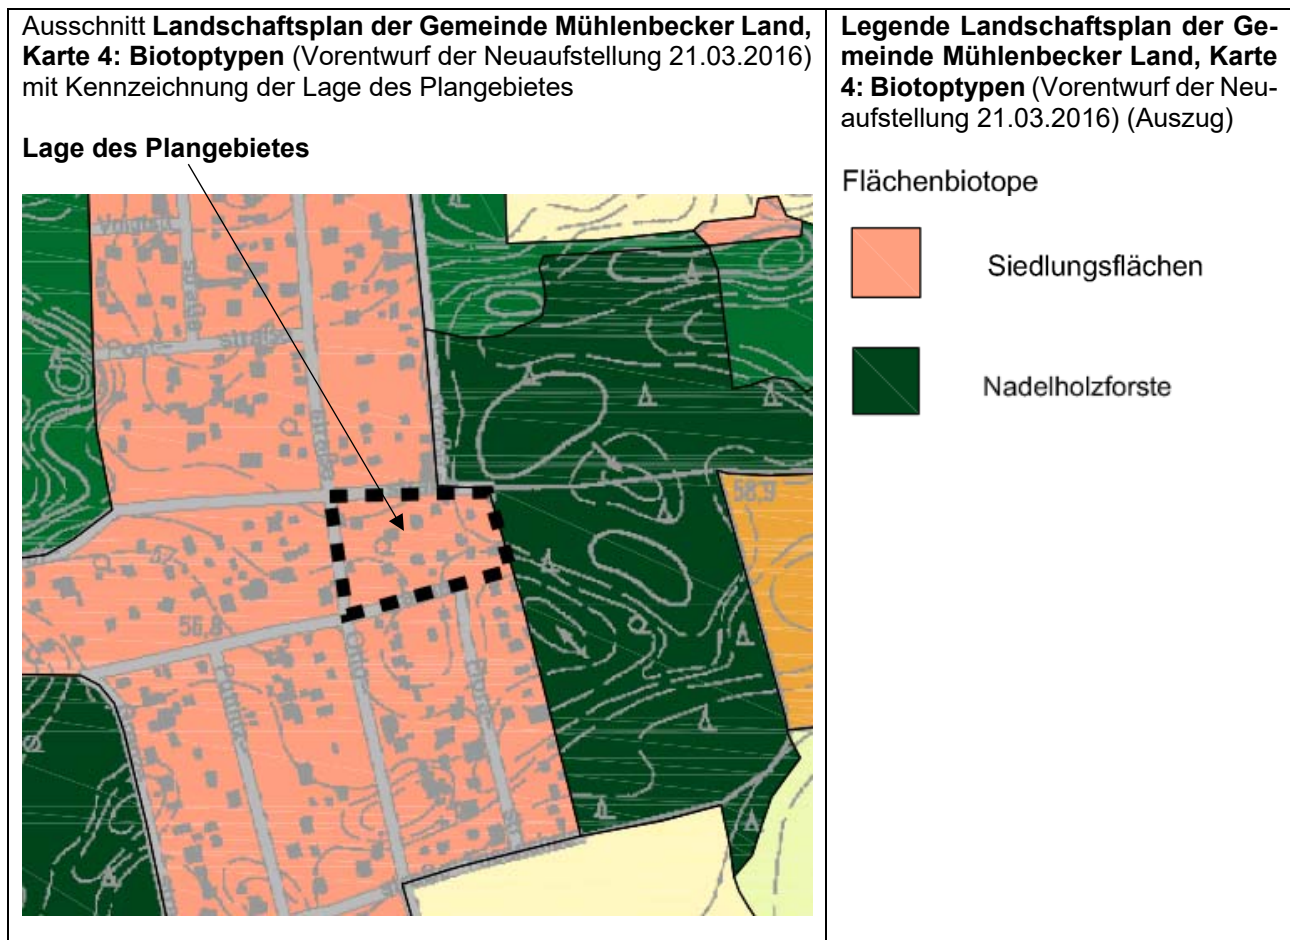 Ausschnitt Landschaftsplan der Gemeinde Mühlenbecker Land,
Karte 4: Biotoptypen (Vorentwurf der Neuaufstellung 21.03.2016)
mit Kennzeichnung der Lage des Plangebietes
Lage des Plangebietes
58,9
57
56,8
Otto
Legende Landschaftsplan der Ge-
meinde Mühlenbecker Land, Karte
4: Biotoptypen (Vorentwurf der Neu-
aufstellung 21.03.2016) (Auszug)
Flächenbiotope
Siedlungsflächen
Nadelholzforste